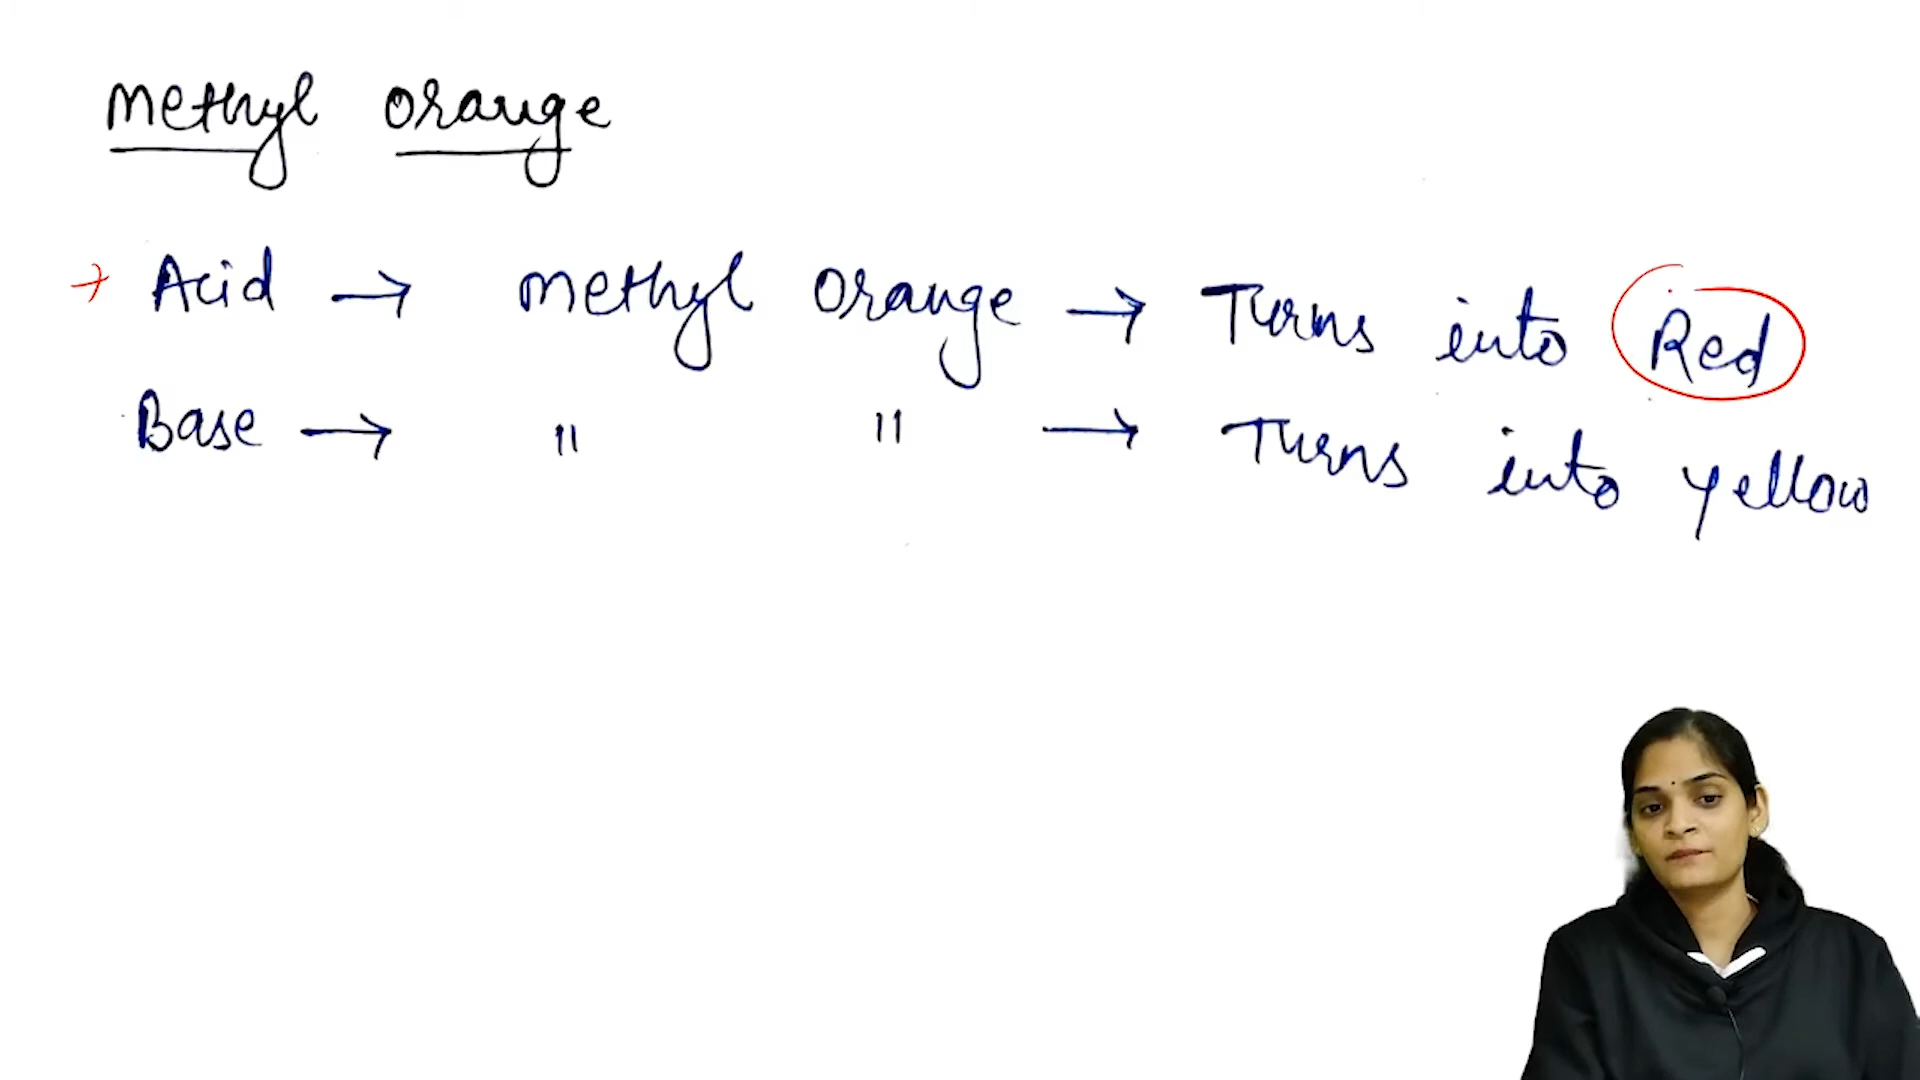 Methyl Orange
→ Acid → Methyl Orange → Turns into Red
Base → " " → Turns into yellow